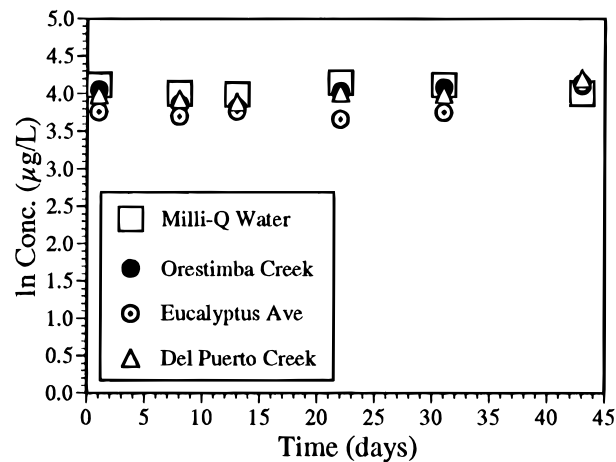 5.0
4.5
4.0
3.5
3.0
2.5
2.0
1.5
1.0
0.5
0.0
ln Conc. (µg/L)
Milli-Q Water
Orestimba Creek
Eucalyptus Ave
Del Puerto Creek
0 5 10 15 20 25 30 35 40 45
Time (days)